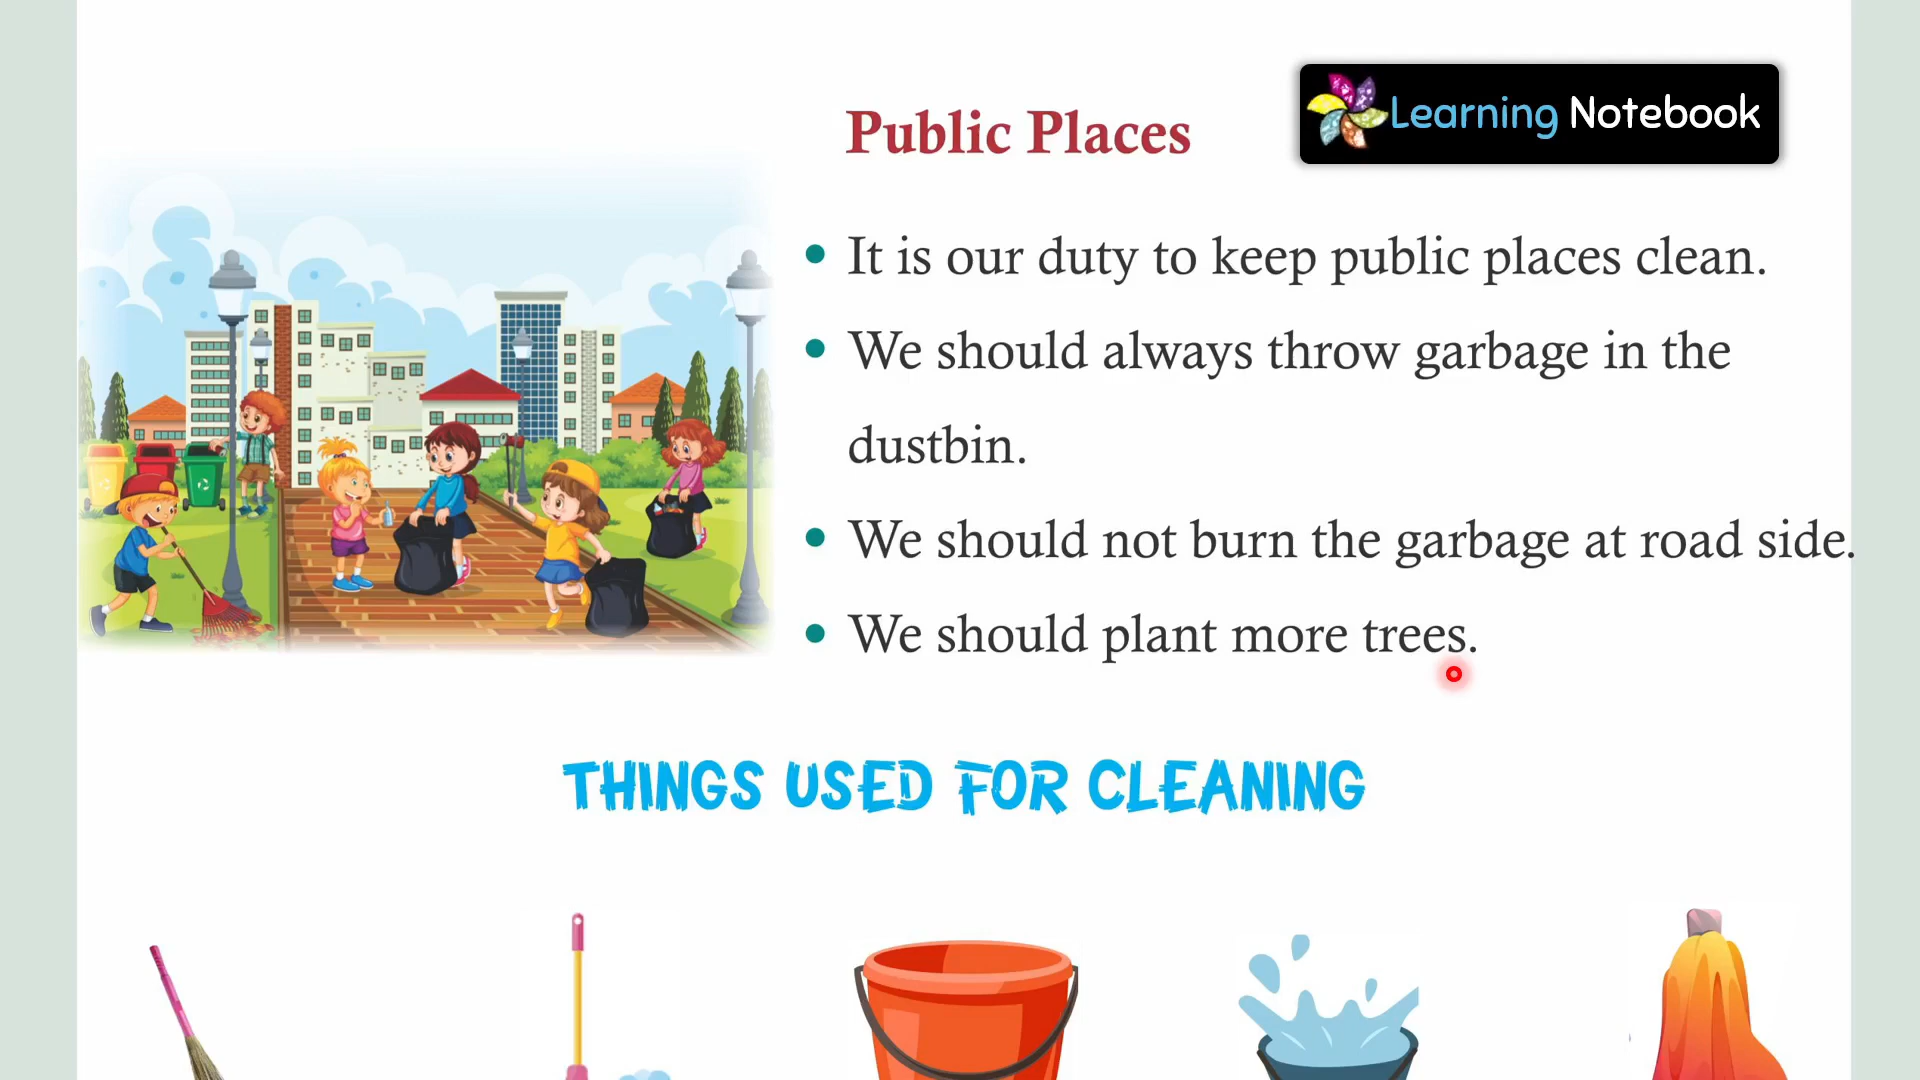 Learning Notebook
Public Places
• It is our duty to keep public places clean.
• We should always throw garbage in the
dustbin.
• We should not burn the garbage at road side.
• We should plant more trees.
THINGS USED FOR CLEANING